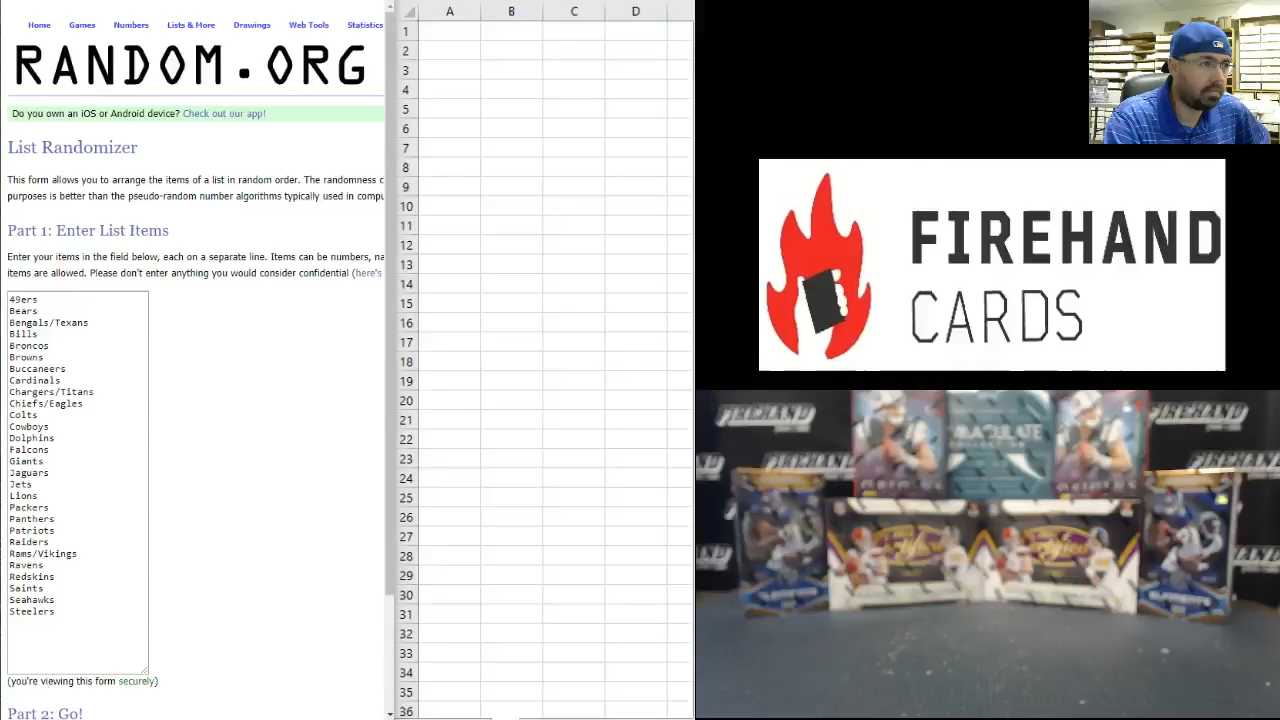 Home Games Numbers Lists & More Drawings Web Tools Statistics
RANDOM.ORG
Do you own an iOS or Android device? Check out our app!
List Randomizer
This form allows you to arrange the items of a list in random order. The randomness c
purposes is better than the pseudo-random number algorithms typically used in compu
Part 1: Enter List Items
Enter your items in the field below, each on a separate line. Items can be numbers, na
items are allowed. Please don't enter anything you would consider confidential (here's
49ers
Bears
Bengals/Texans
Bills
Broncos
Browns
Buccaneers
Cardinals
Chargers/Titans
Chiefs/Eagles
Colts
Cowboys
Dolphins
Falcons
Giants
Jaguars
Jets
Lions
Packers
Panthers
Patriots
Raiders
Rams/Vikings
Ravens
Redskins
Saints
Seahawks
Steelers
(you're viewing this form securely)
Part 2: Go!
A B C D
1
2
3
4
5
6
7
8
9
10
11
12
13
14
15
16
17
18
19
20
21
22
23
24
25
26
27
28
29
30
31
32
33
34
35
36
FIREHAND
CARDS
FIREHAND
IMMACULATE